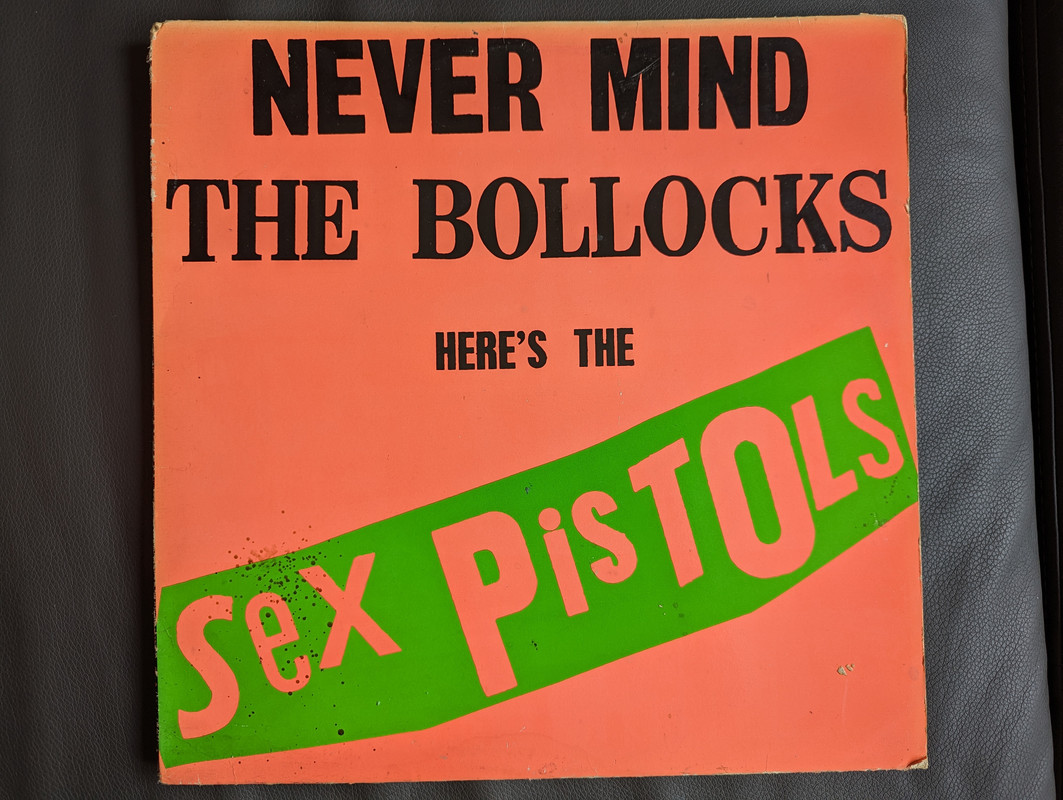 NEVER MIND
THE BOLLOCKS
HERE'S THE
SeX PiSTOLS